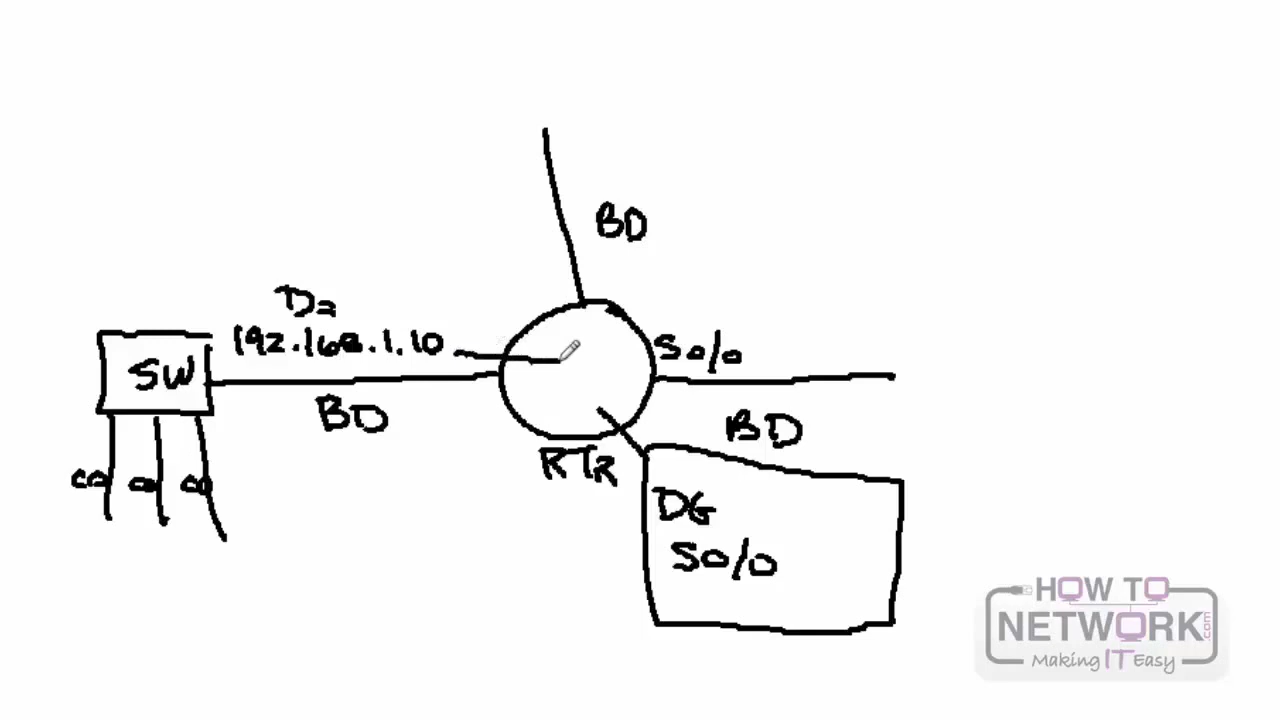 BD
D=
192.168.1.10
S0/0
SW
BD
BD
RTR
DG
S0/0
HOW TO
NETWORK.com
Making IT Easy